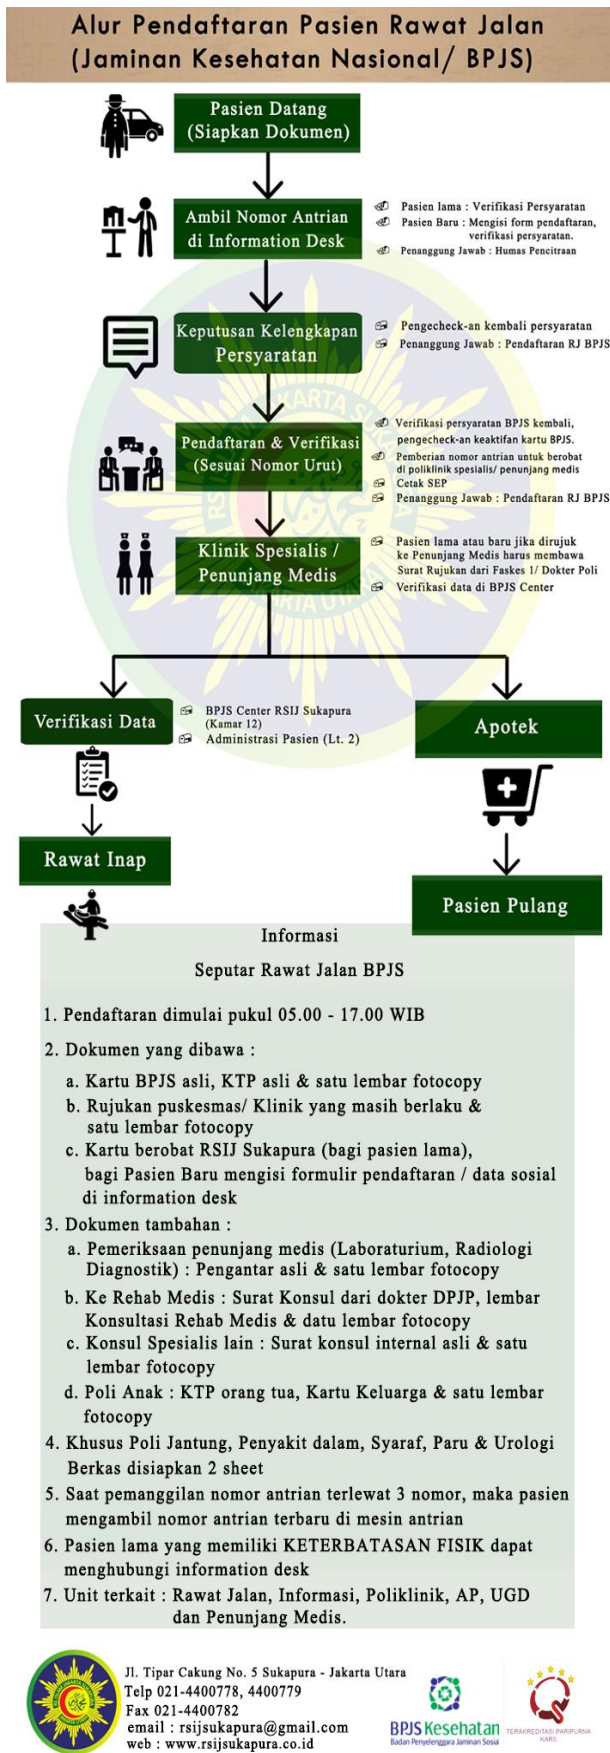 Alur Pendaftaran Pasien Rawat Jalan
(Jaminan Kesehatan Nasional/ BPJS)
Pasien Datang
(Siapkan Dokumen)
Ambil Nomor Antrian
di Information Desk
Pasien lama : Verifikasi Persyaratan
Pasien Baru : Mengisi form pendaftaran,
verifikasi persyaratan.
Penanggung Jawab : Humas Pencitraan
Keputusan Kelengkapan
Persyaratan
Pengecheck-an kembali persyaratan
Penanggung Jawab : Pendaftaran RJ BPJS
Pendaftaran & Verifikasi
(Sesuai Nomor Urut)
Verifikasi persyaratan BPJS kembali,
pengecheck-an keaktifan kartu BPJS.
Pemberian nomor antrian untuk berobat
di poliklinik spesialis/ penunjang medis
Cetak SEP
Penanggung Jawab : Pendaftaran RJ BPJS
Klinik Spesialis /
Penunjang Medis
Pasien lama atau baru jika dirujuk
ke Penunjang Medis harus membawa
Surat Rujukan dari Faskes 1/ Dokter Poli
Verifikasi data di BPJS Center
Verifikasi Data
BPJS Center RSIJ Sukapura
(Kamar 12)
Administrasi Pasien (Lt. 2)
Apotek
Rawat Inap
Pasien Pulang
Informasi
Seputar Rawat Jalan BPJS
1. Pendaftaran dimulai pukul 05.00 - 17.00 WIB
2. Dokumen yang dibawa :
a. Kartu BPJS asli, KTP asli & satu lembar fotocopy
b. Rujukan puskesmas/ Klinik yang masih berlaku &
satu lembar fotocopy
c. Kartu berobat RSIJ Sukapura (bagi pasien lama),
bagi Pasien Baru mengisi formulir pendaftaran / data sosial
di information desk
3. Dokumen tambahan :
a. Pemeriksaan penunjang medis (Laboraturium, Radiologi
Diagnostik) : Pengantar asli & satu lembar fotocopy
b. Ke Rehab Medis : Surat Konsul dari dokter DPJP, lembar
Konsultasi Rehab Medis & datu lembar fotocopy
c. Konsul Spesialis lain : Surat konsul internal asli & satu
lembar fotocopy
d. Poli Anak : KTP orang tua, Kartu Keluarga & satu lembar
fotocopy
4. Khusus Poli Jantung, Penyakit dalam, Syaraf, Paru & Urologi
Berkas disiapkan 2 sheet
5. Saat pemanggilan nomor antrian terlewat 3 nomor, maka pasien
mengambil nomor antrian terbaru di mesin antrian
6. Pasien lama yang memiliki KETERBATASAN FISIK dapat
menghubungi information desk
7. Unit terkait : Rawat Jalan, Informasi, Poliklinik, AP, UGD
dan Penunjang Medis.
Jl. Tipar Cakung No. 5 Sukapura - Jakarta Utara
Telp 021-4400778, 4400779
Fax 021-4400782
email : rsijsukapura@gmail.com
web : www.rsijsukapura.co.id
BPJS Kesehatan
Badan Penyelenggara Jaminan Sosial
TERAKREDITASI PARIPURNA
KARS